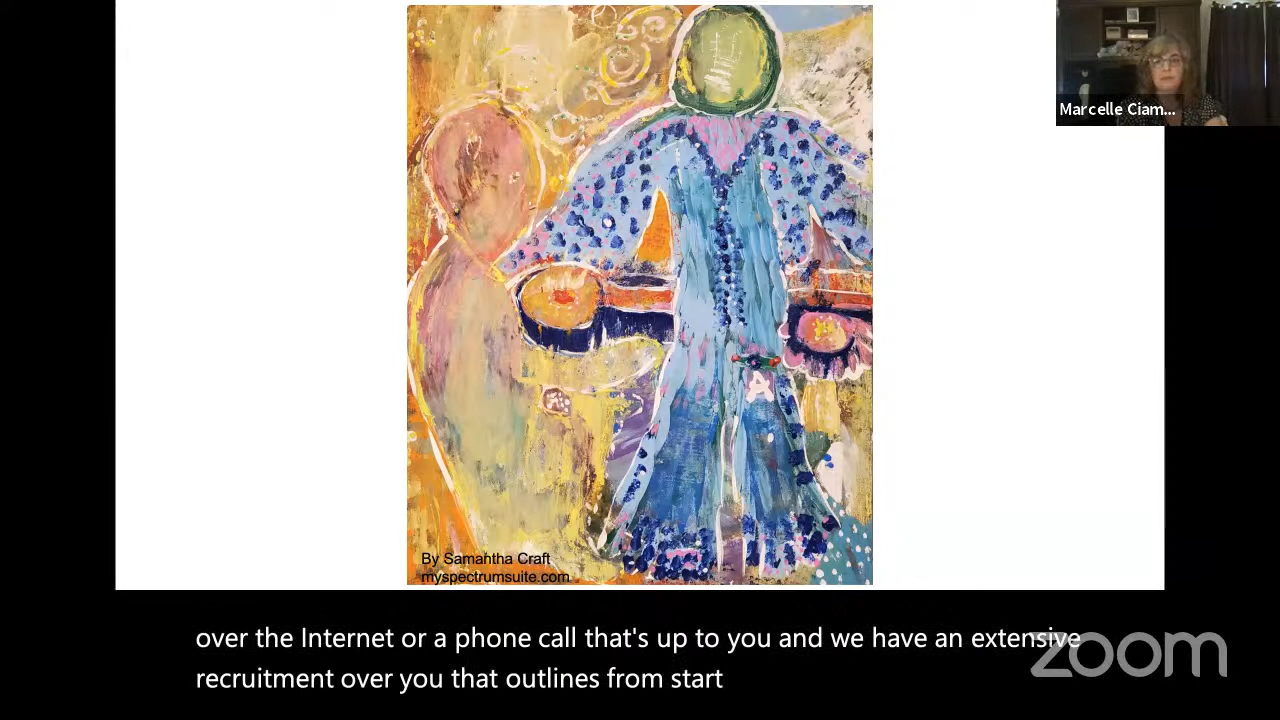 Marcelle Ciam...
A
By Samantha Craft
myspectrumsuite.com
over the Internet or a phone call that's up to you and we have an extensive
recruitment over you that outlines from start
zoom